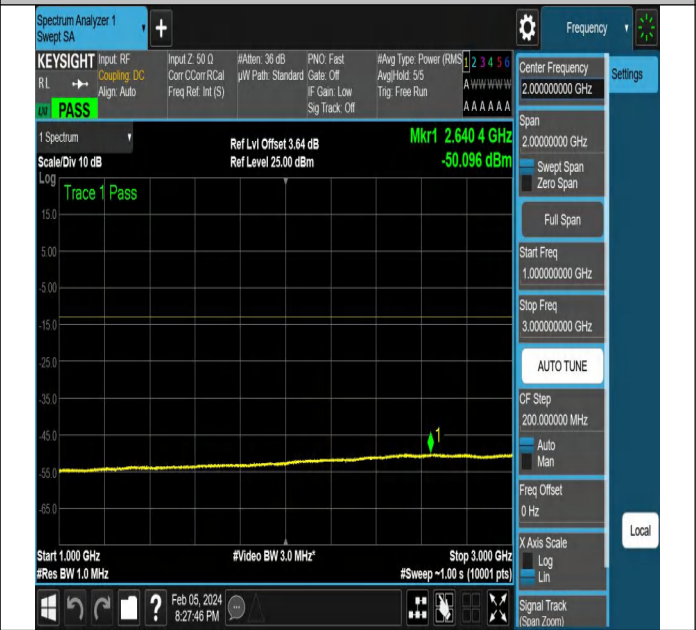 Spectrum Analyzer 1
Swept SA
Frequency
KEYSIGHT
Input: RF
Coupling: DC
Align: Auto
Input Z: 50 Ω
Corr CCorr RCal
Freq Ref: Int (S)
#Atten: 36 dB
µW Path: Standard
PNO: Fast
Gate: Off
IF Gain: Low
Sig Track: Off
#Avg Type: Power (RMS)
Avg|Hold: 5/5
Trig: Free Run
1 2 3 4 5 6
A W W W W W
A A A A A A
R L
PASS
1 Spectrum
Scale/Div 10 dB
Ref Lvl Offset 3.64 dB
Ref Level 25.00 dBm
Mkr1 2.640 4 GHz
-50.096 dBm
Log
Trace 1 Pass
15.0
5.00
-5.00
-15.0
-25.0
-35.0
-45.0
-55.0
-65.0
1
Start 1.000 GHz
#Video BW 3.0 MHz*
Stop 3.000 GHz
#Res BW 1.0 MHz
#Sweep ~1.00 s (10001 pts)
Center Frequency
2.000000000 GHz
Settings
Span
2.00000000 GHz
Swept Span
Zero Span
Full Span
Start Freq
1.000000000 GHz
Stop Freq
3.000000000 GHz
AUTO TUNE
CF Step
200.000000 MHz
Auto
Man
Freq Offset
0 Hz
X Axis Scale
Log
Lin
Local
Signal Track
(Span Zoom)
?
Feb 05, 2024
8:27:46 PM